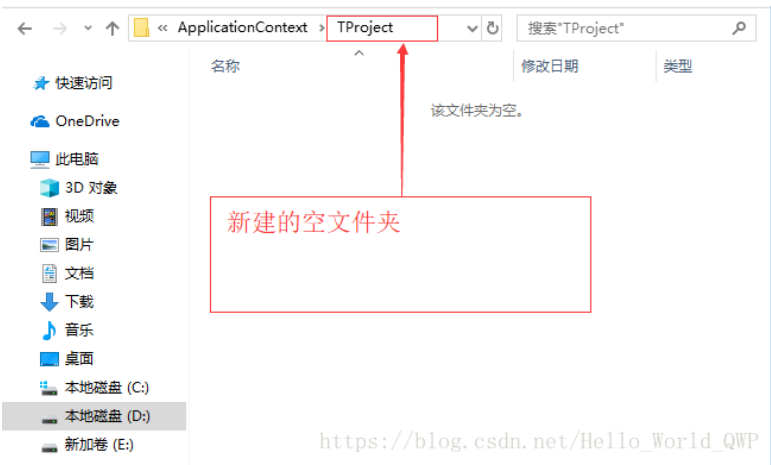 « ApplicationContext › TProject 搜索"TProject"
名称 修改日期 类型
该文件夹为空。
快速访问
OneDrive
此电脑
3D 对象
视频
图片
文档
下载
音乐
桌面
本地磁盘 (C:)
本地磁盘 (D:)
新加卷 (E:)
新建的空文件夹
https://blog.csdn.net/Hello_World_QWP